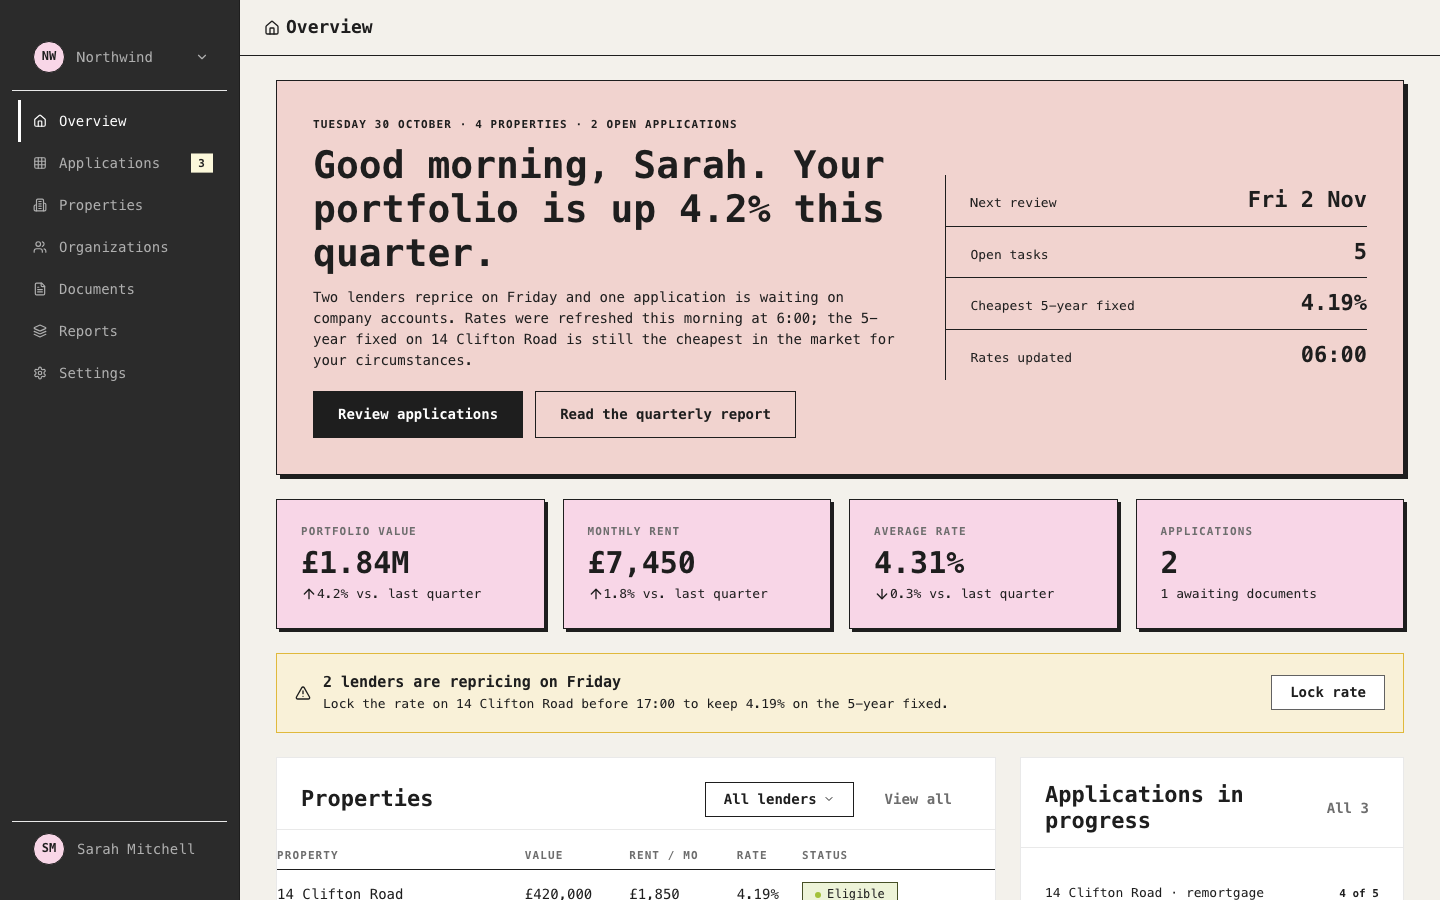 NW Northwind
Overview
Applications 3
Properties
Organizations
Documents
Reports
Settings
SM Sarah Mitchell
Overview
TUESDAY 30 OCTOBER · 4 PROPERTIES · 2 OPEN APPLICATIONS
Good morning, Sarah. Your
portfolio is up 4.2% this
quarter.
Two lenders reprice on Friday and one application is waiting on
company accounts. Rates were refreshed this morning at 6:00; the 5-
year fixed on 14 Clifton Road is still the cheapest in the market for
your circumstances.
Review applications
Read the quarterly report
Next review Fri 2 Nov
Open tasks 5
Cheapest 5-year fixed 4.19%
Rates updated 06:00
PORTFOLIO VALUE
£1.84M
↑4.2% vs. last quarter
MONTHLY RENT
£7,450
↑1.8% vs. last quarter
AVERAGE RATE
4.31%
↓0.3% vs. last quarter
APPLICATIONS
2
1 awaiting documents
2 lenders are repricing on Friday
Lock the rate on 14 Clifton Road before 17:00 to keep 4.19% on the 5-year fixed.
Lock rate
Properties
All lenders
View all
PROPERTY VALUE RENT / MO RATE STATUS
14 Clifton Road £420,000 £1,850 4.19% Eligible
Applications in
progress
All 3
14 Clifton Road · remortgage 4 of 5